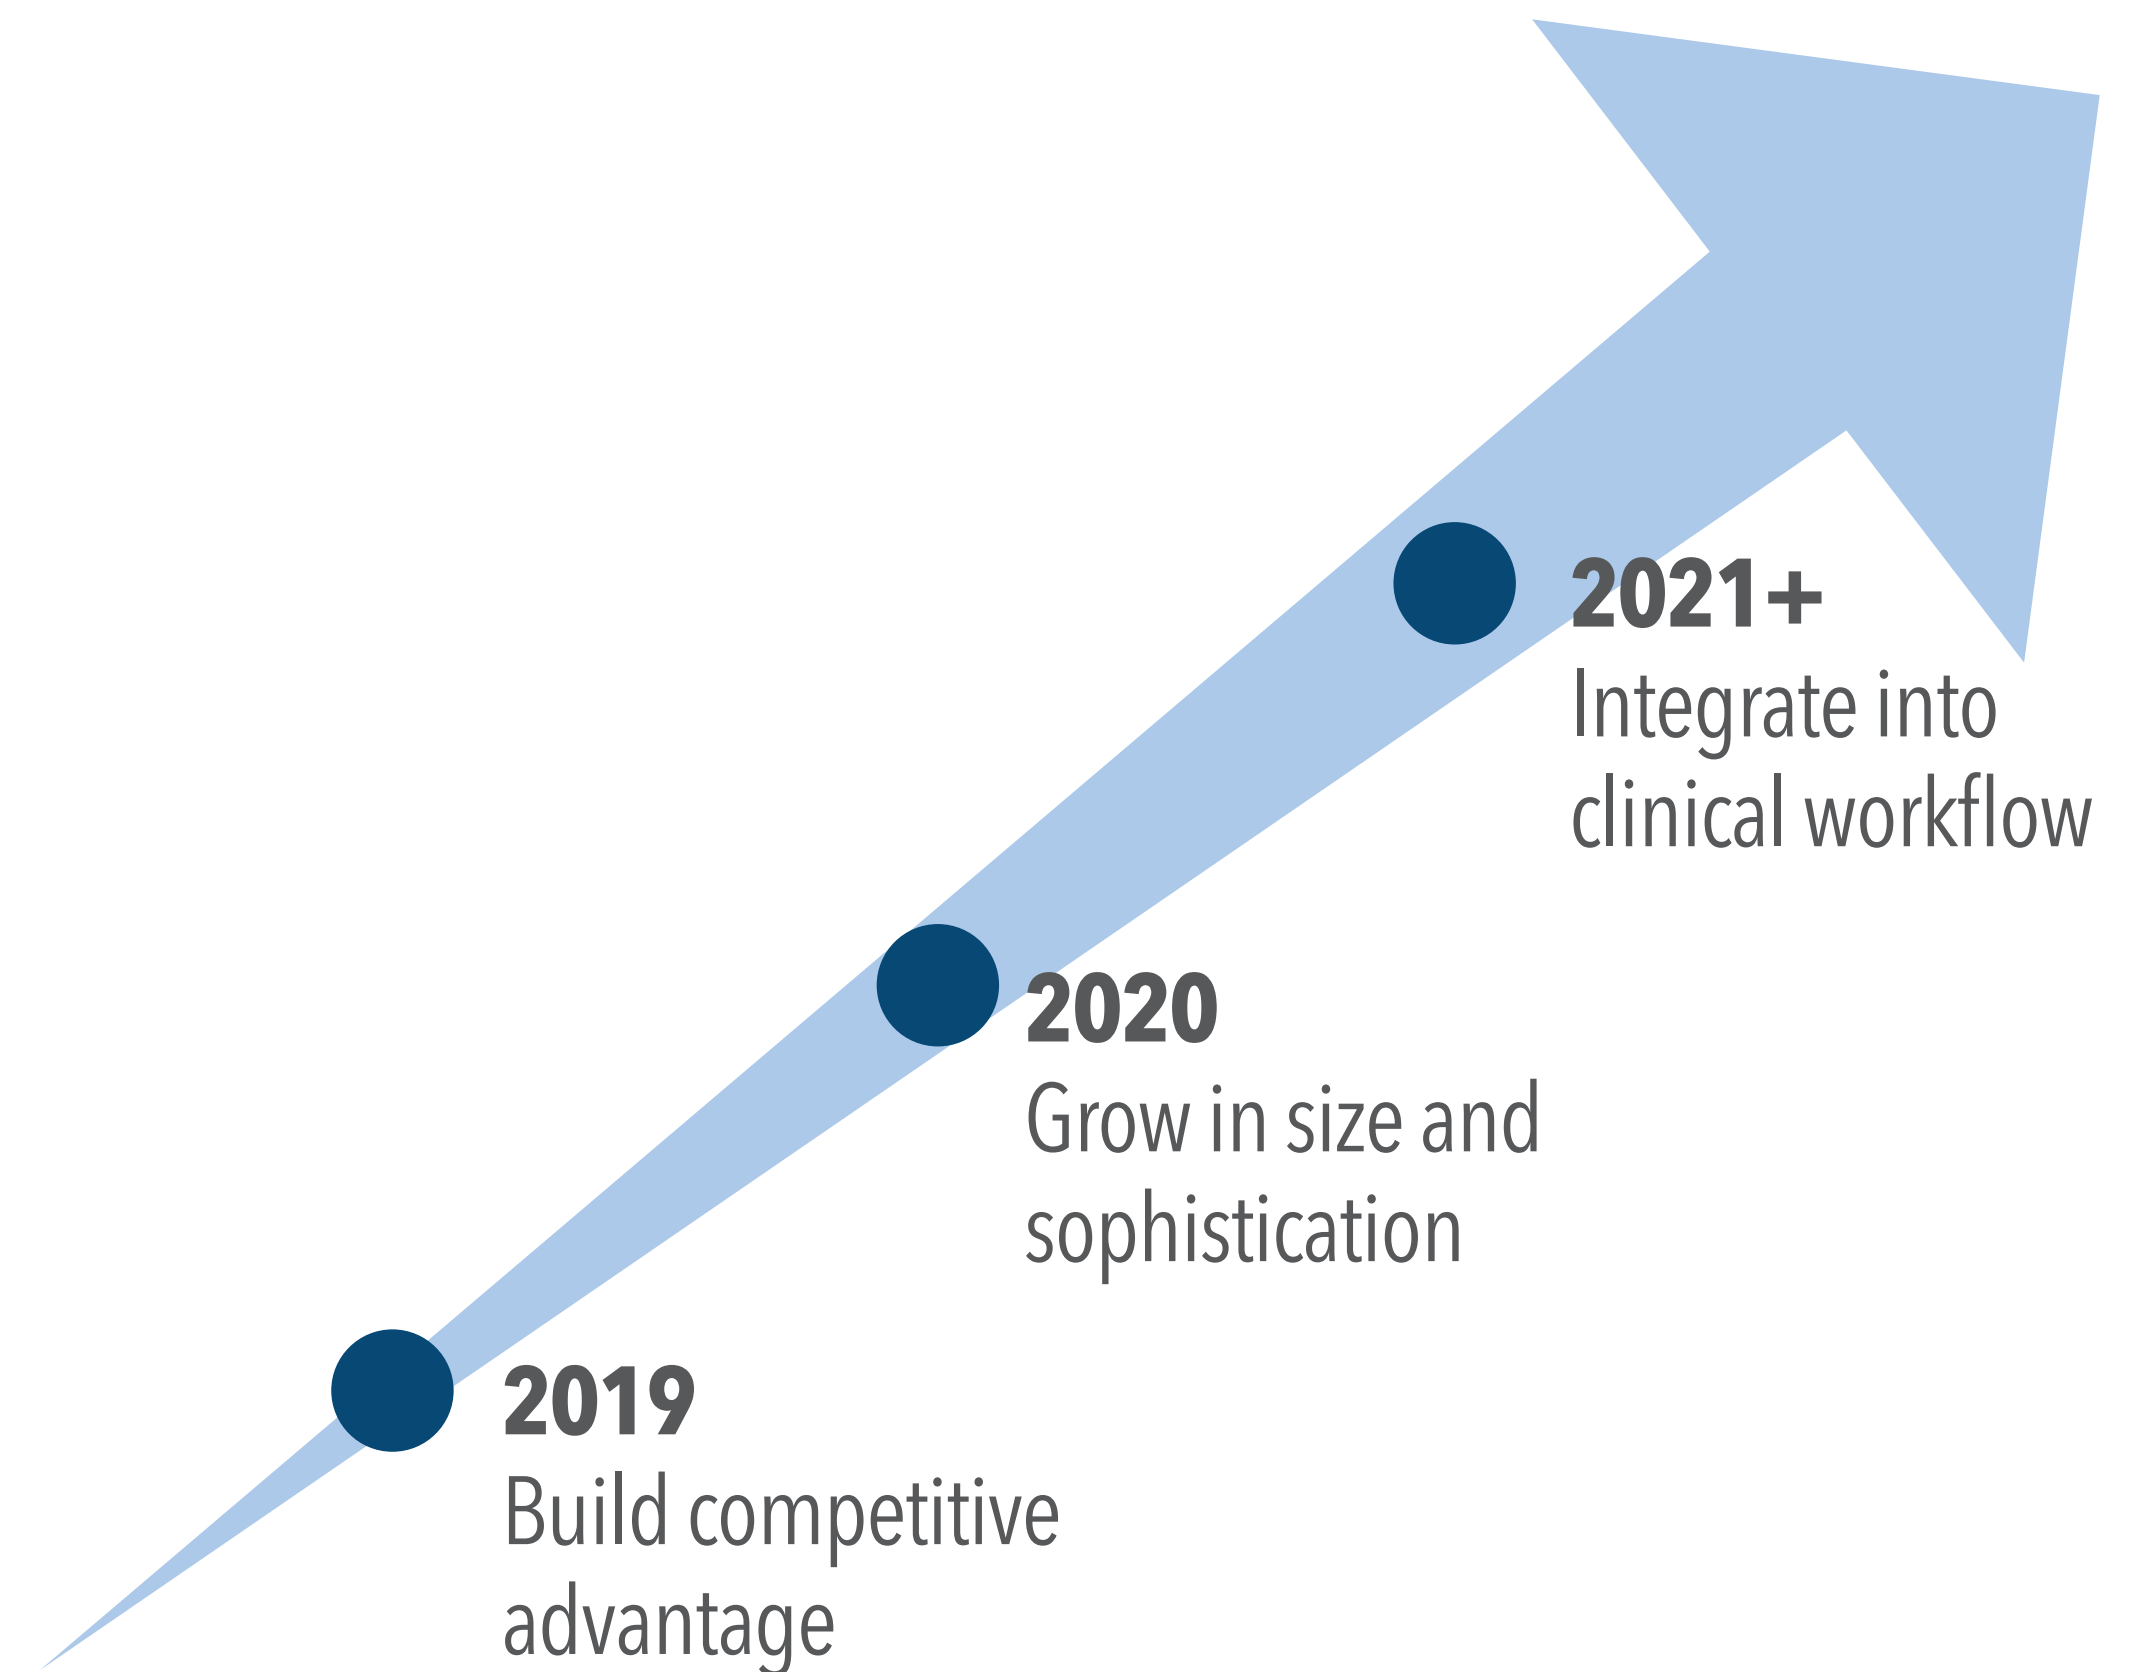 2021+
Integrate into
clinical workflow
2020
Grow in size and
sophistication
2019
Build competitive
advantage